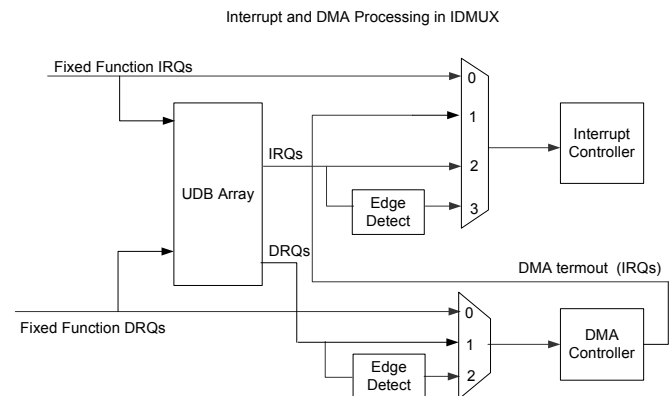 Interrupt and DMA Processing in IDMUX
Fixed Function IRQs
0
1
2
3
Interrupt
Controller
UDB Array
IRQs
Edge
Detect
DRQs
DMA termout (IRQs)
Fixed Function DRQs
0
1
2
Edge
Detect
DMA
Controller